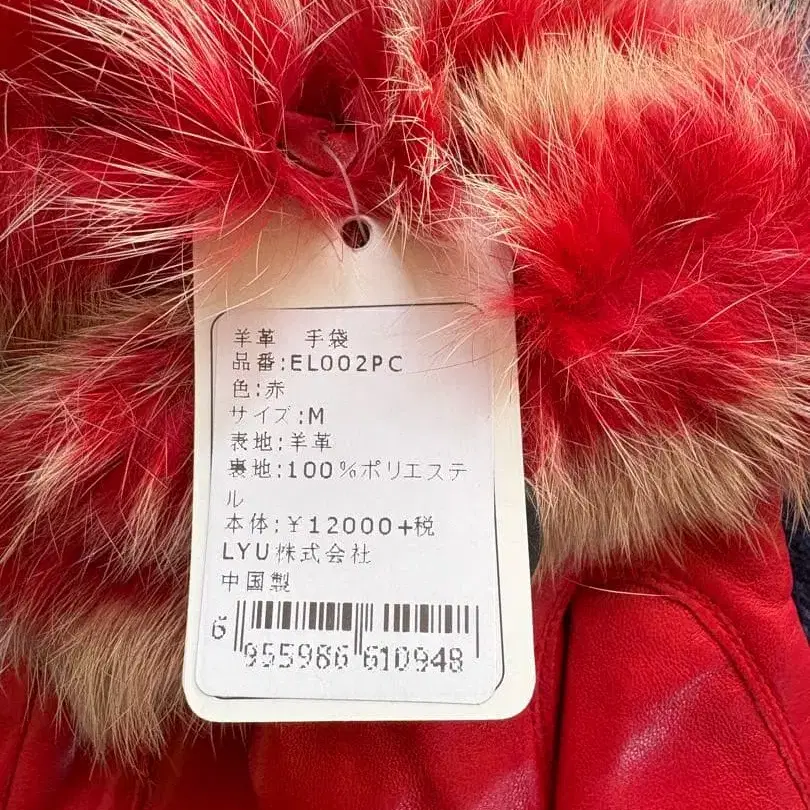 羊革　手袋
品番:EL002PC
色:赤
サイズ:M
表地:羊革
裏地:100%ポリエステ
ル
本体:￥12000+税
LYU株式会社
中国製
6 955986 610948